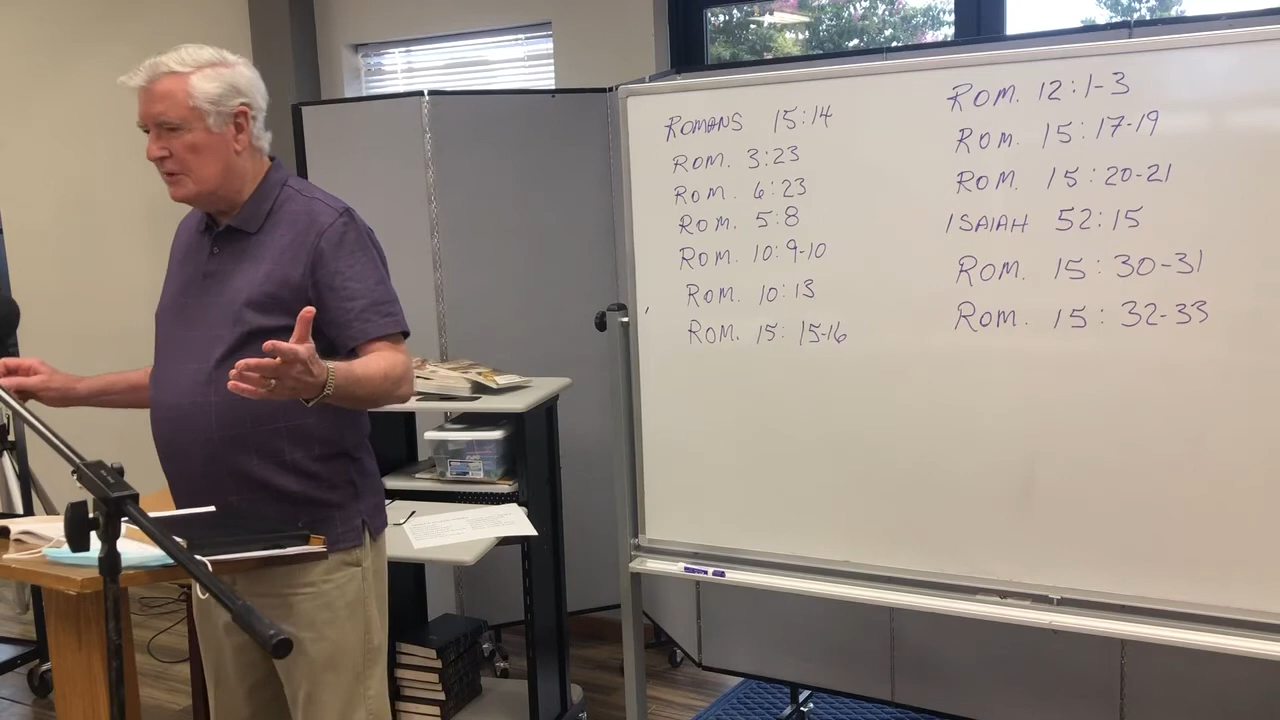 ROMANS 15:14
ROM. 3:23
ROM. 6:23
ROM. 5:8
ROM. 10:9-10
ROM. 10:13
ROM. 15:15-16
ROM. 12:1-3
ROM. 15:17-19
ROM. 15:20-21
ISAIAH 52:15
ROM. 15:30-31
ROM. 15:32-33